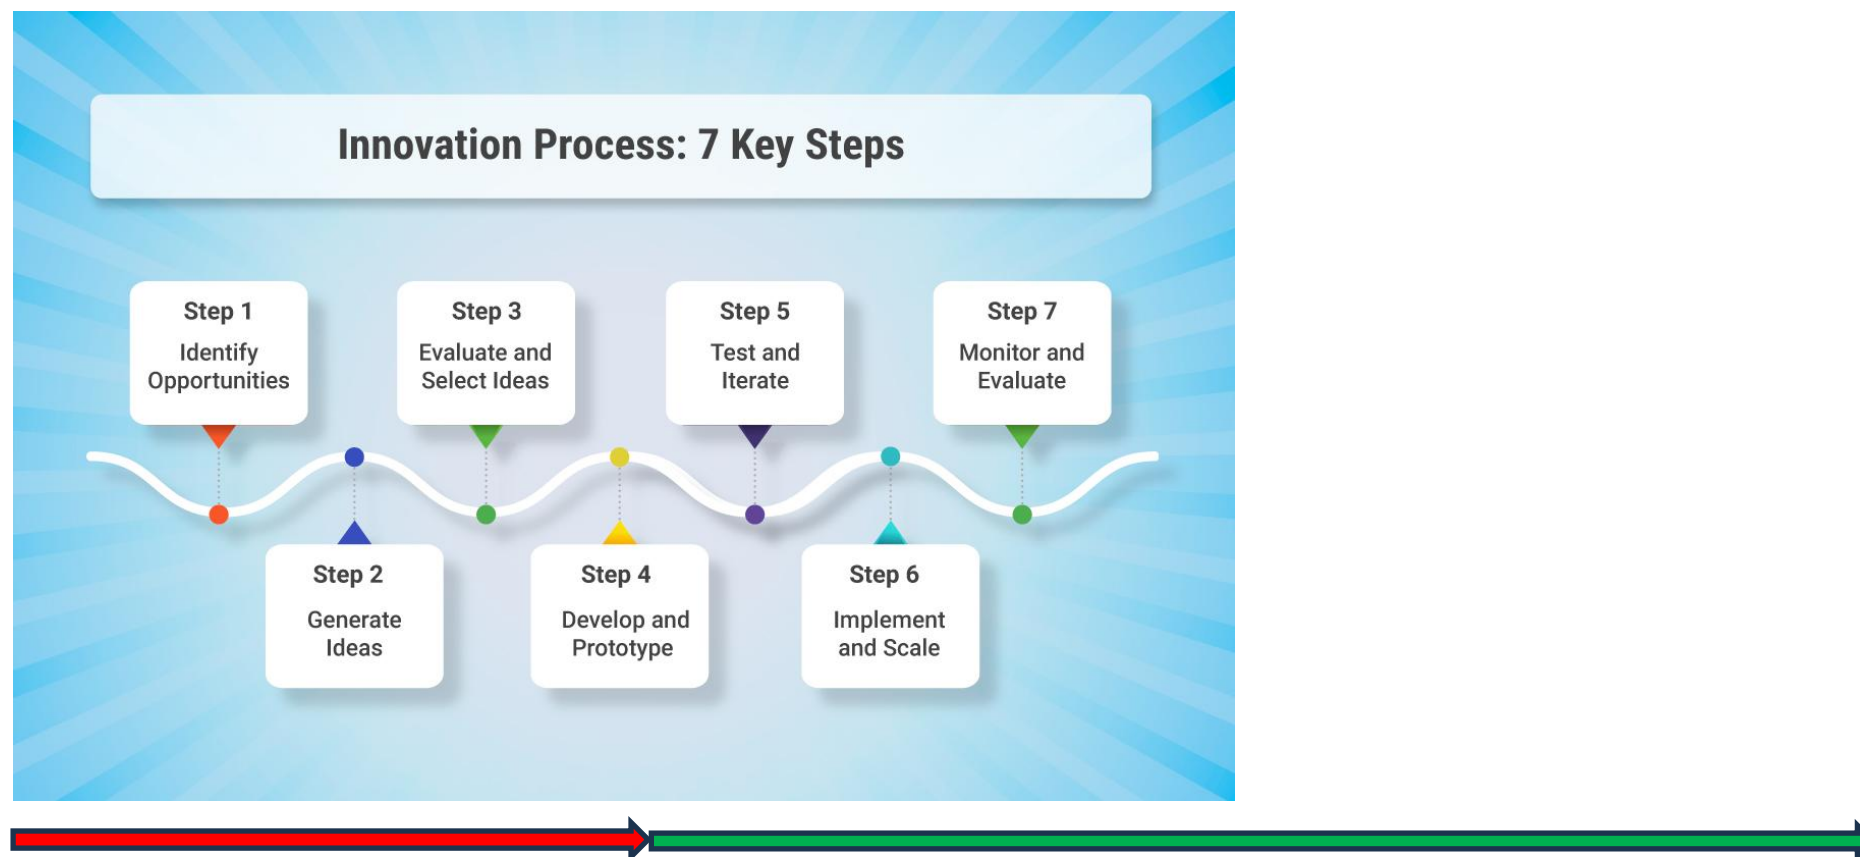 Innovation Process: 7 Key Steps
Step 1
Identify
Opportunities
Step 2
Generate
Ideas
Step 3
Evaluate and
Select Ideas
Step 4
Develop and
Prototype
Step 5
Test and
Iterate
Step 6
Implement
and Scale
Step 7
Monitor and
Evaluate